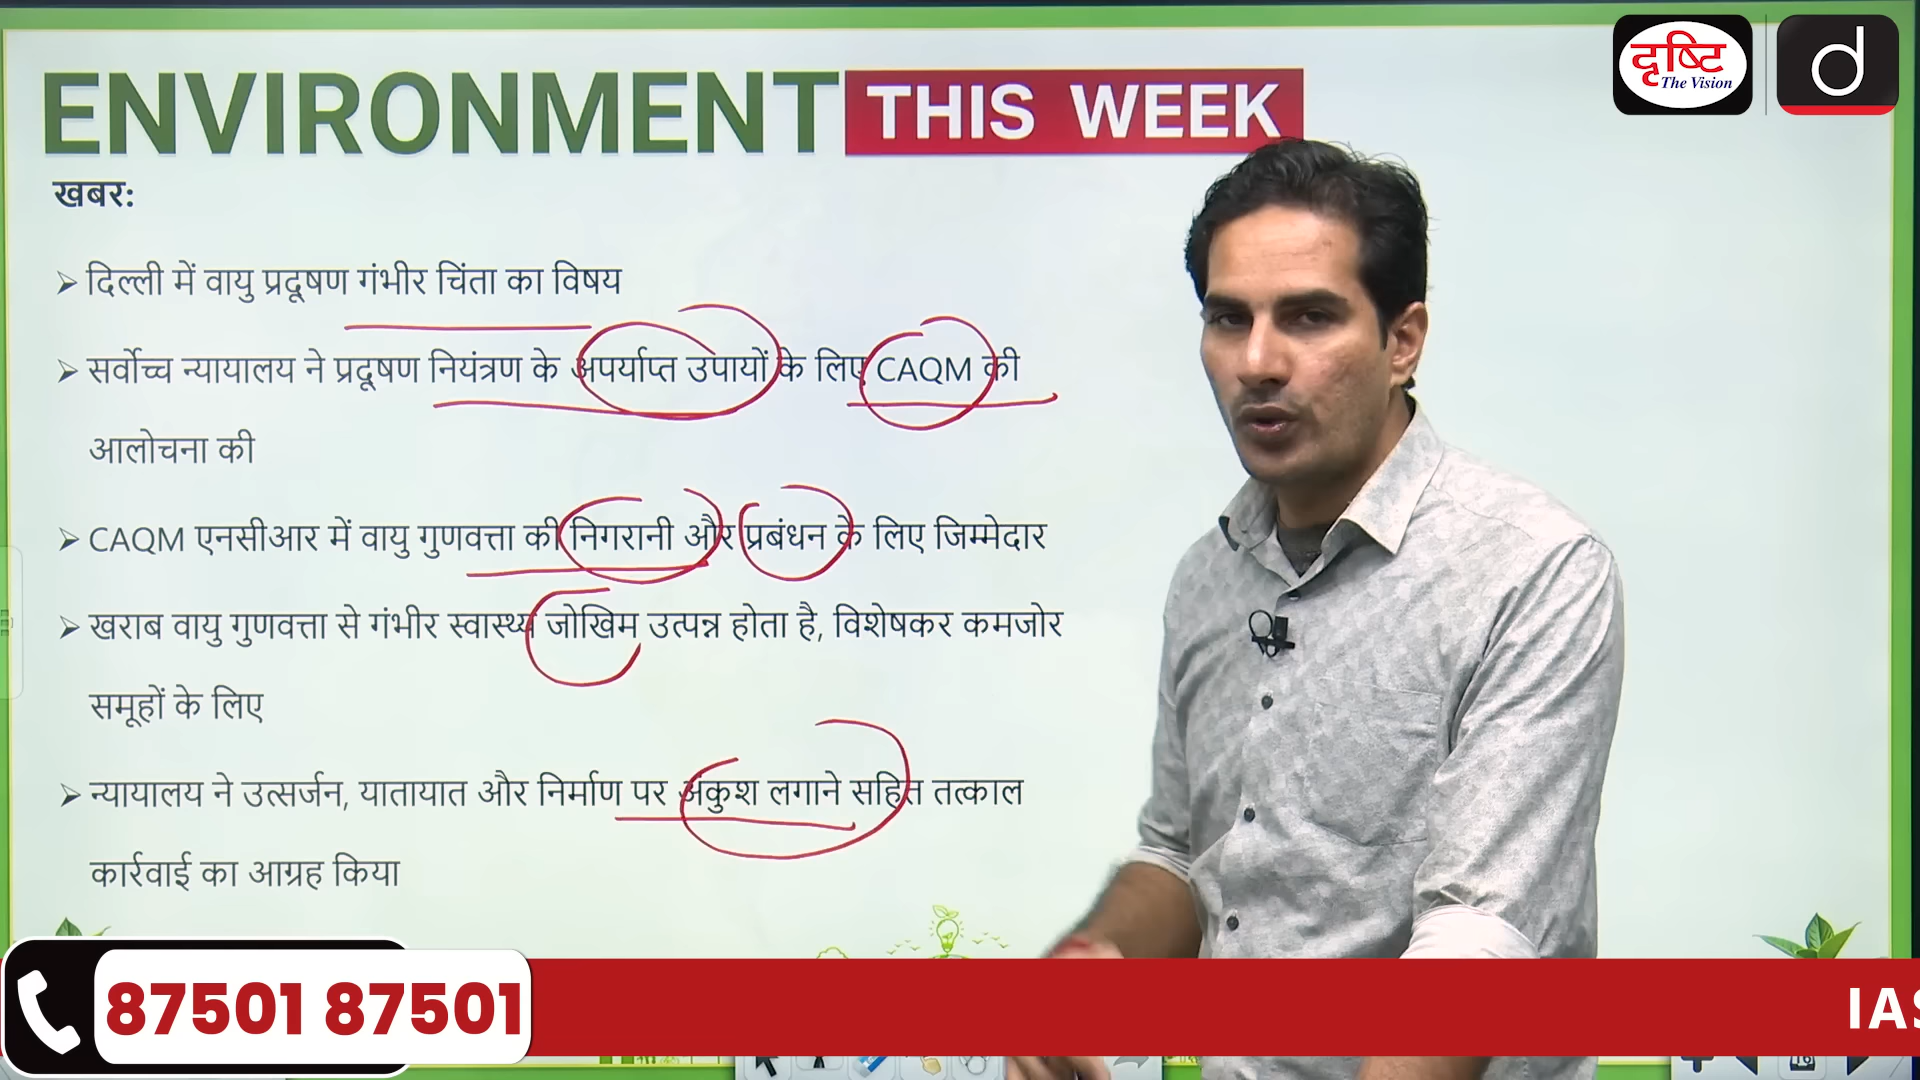 ENVIRONMENT THIS WEEK
दृष्टि
The Vision
d
खबर:
➢ दिल्ली में वायु प्रदूषण गंभीर चिंता का विषय
➢ सर्वोच्च न्यायालय ने प्रदूषण नियंत्रण के अपर्याप्त उपायों के लिए CAQM की
आलोचना की
➢ CAQM एनसीआर में वायु गुणवत्ता की निगरानी और प्रबंधन के लिए जिम्मेदार
➢ खराब वायु गुणवत्ता से गंभीर स्वास्थ्य जोखिम उत्पन्न होता है, विशेषकर कमजोर
समूहों के लिए
➢ न्यायालय ने उत्सर्जन, यातायात और निर्माण पर अंकुश लगाने सहित तत्काल
कार्रवाई का आग्रह किया
87501 87501
IAS